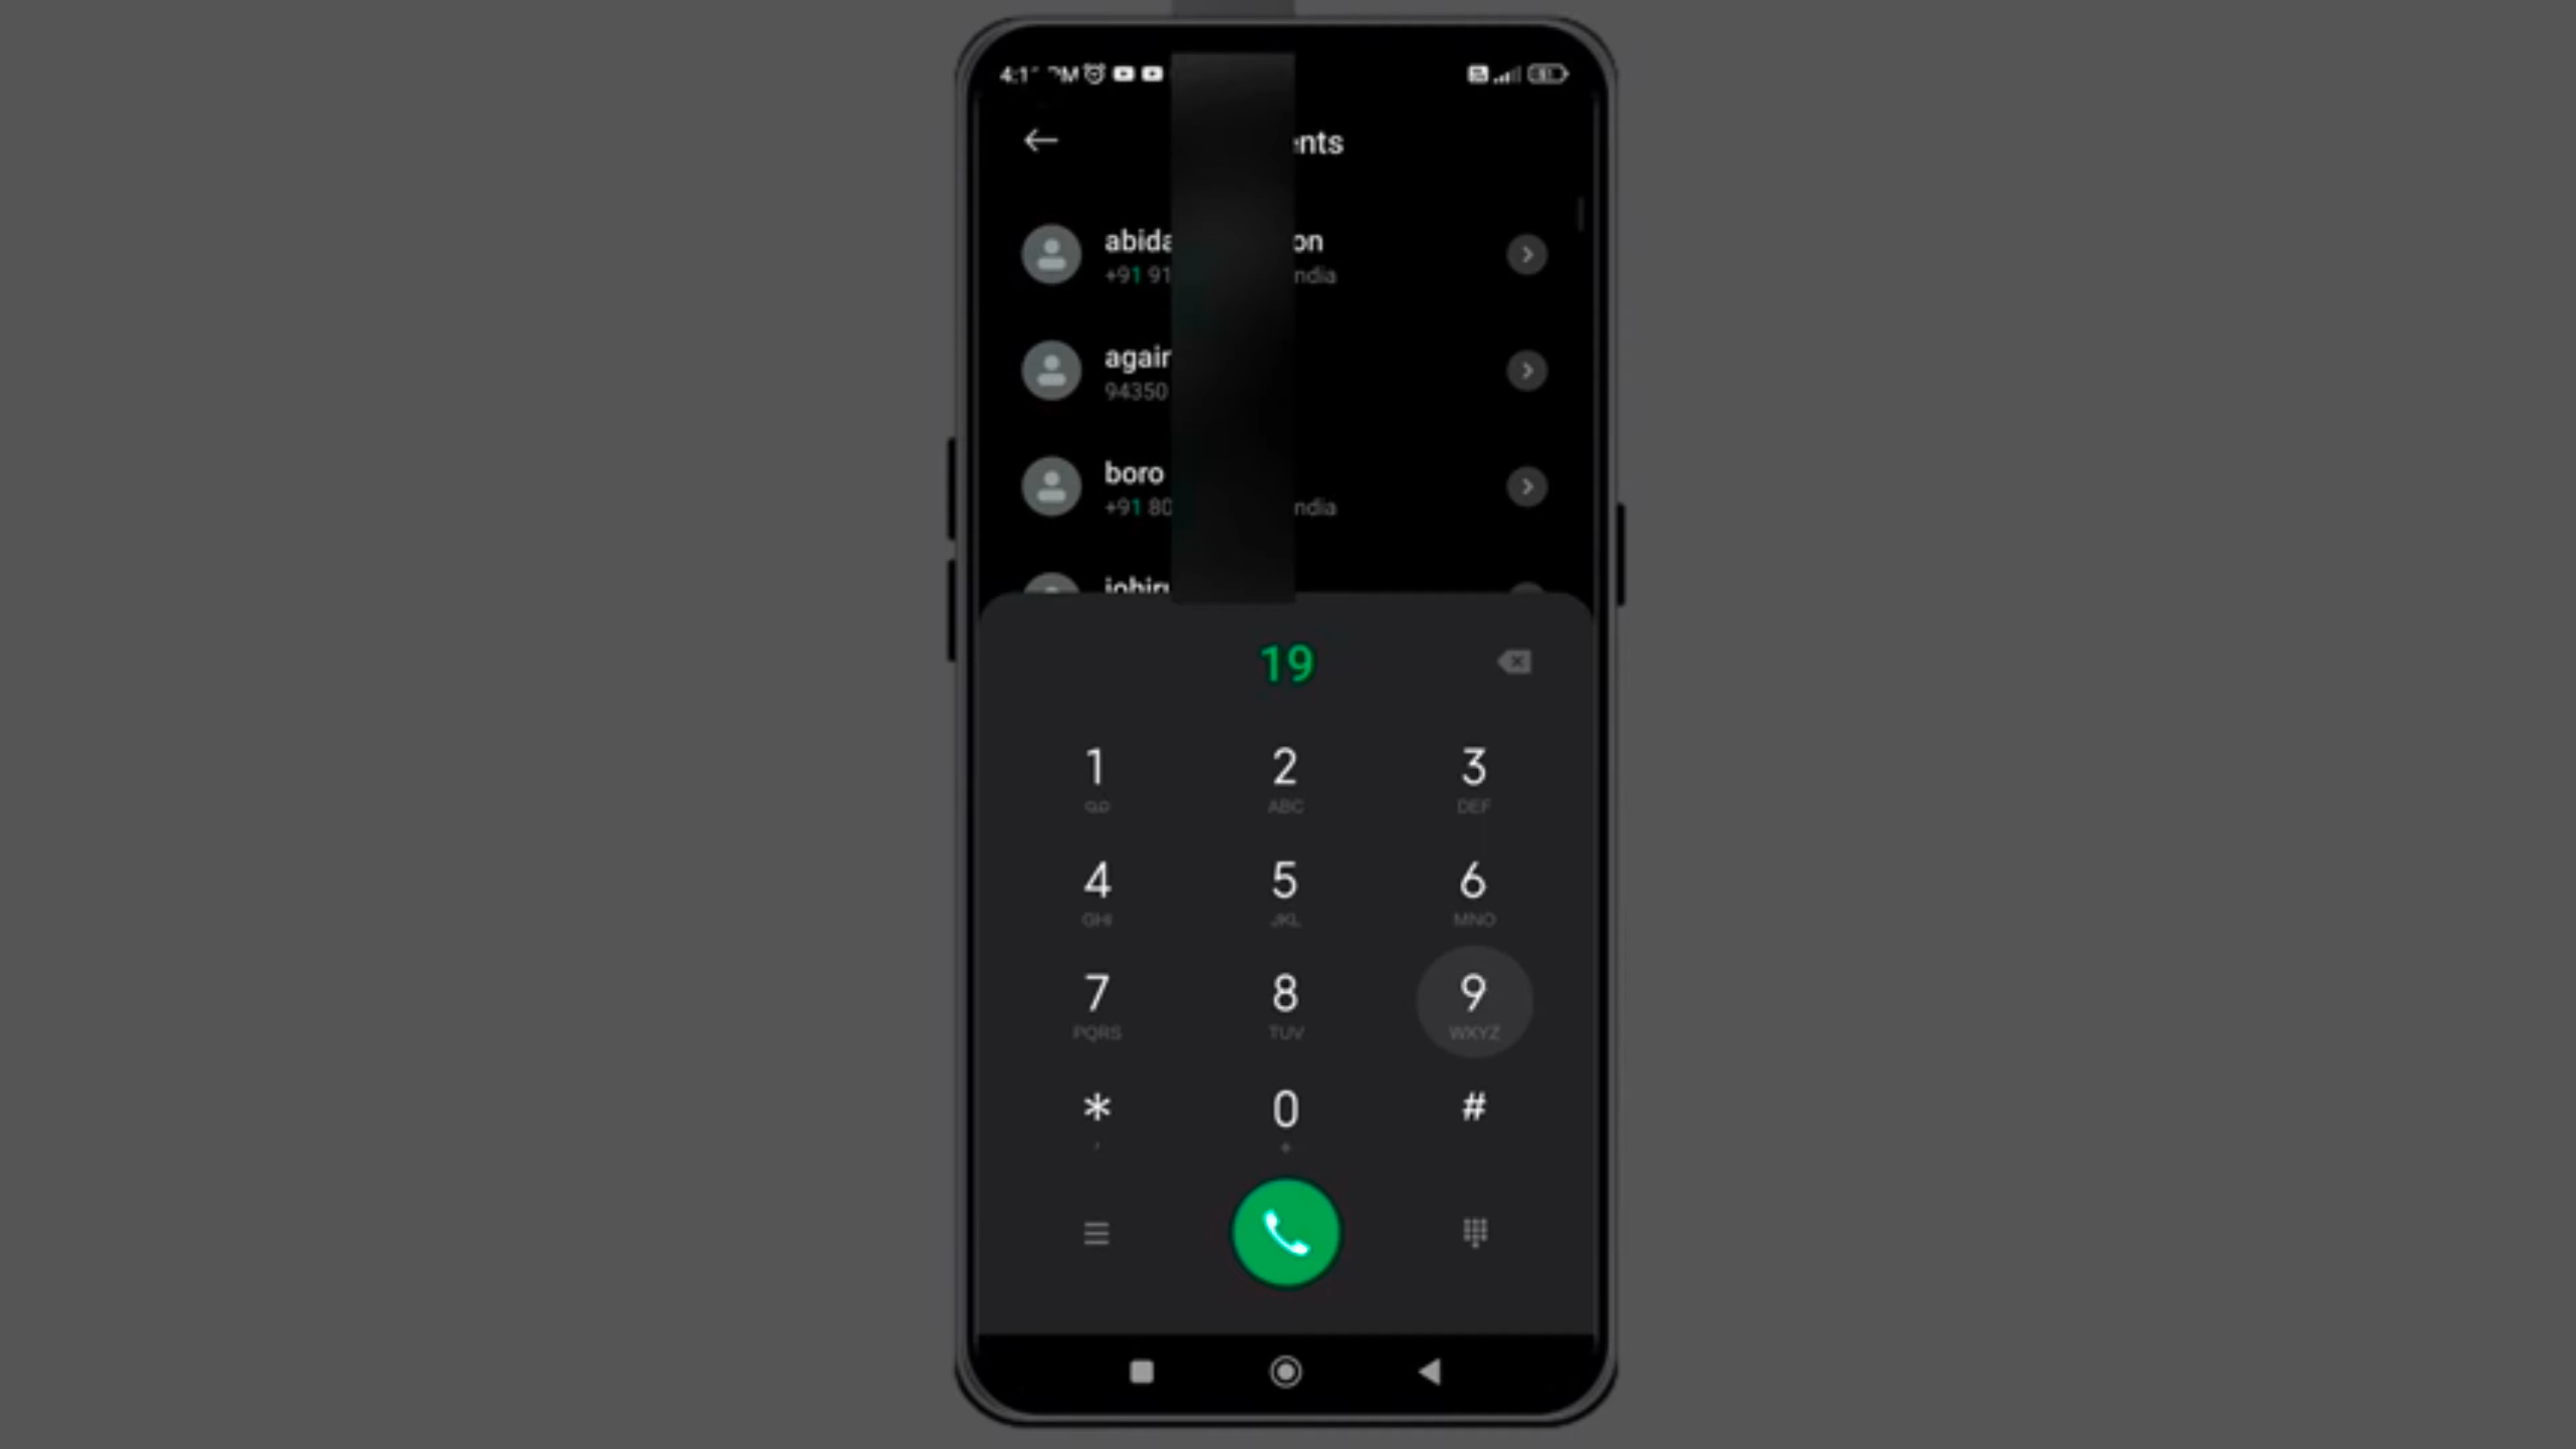 ents
abida on
+91 91 ndia
agair
94350
boro
+91 80 ndia
19
1 2 3
ABC DEF
4 5 6
GHI JKL MNO
7 8 9
PQRS TUV WXYZ
* 0 #
, +